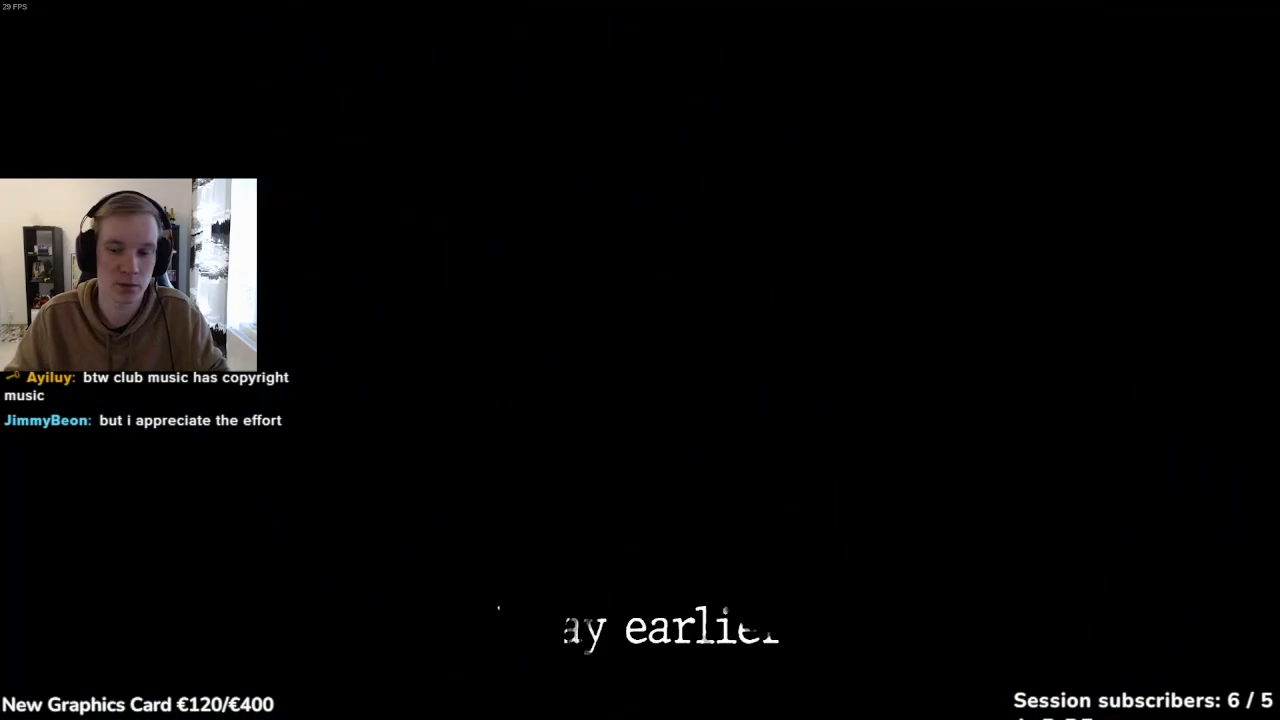 29 FPS
Ayiluy: btw club music has copyright
music
JimmyBeon: but i appreciate the effort
earlier
New Graphics Card €120/€400
Session subscribers: 6 / 5